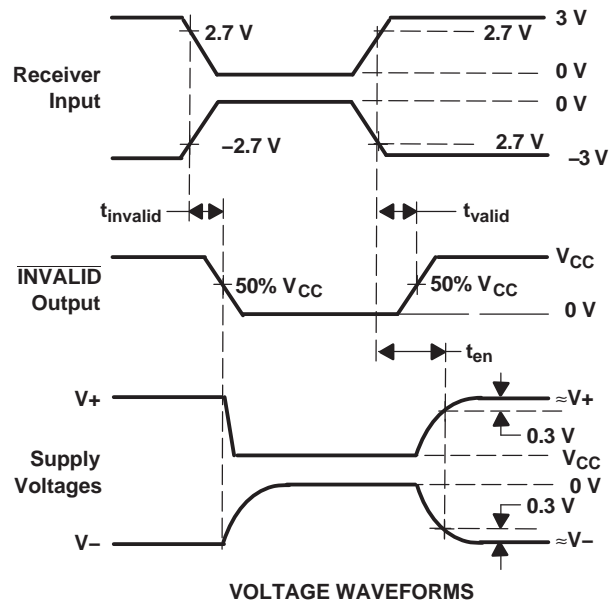 3 V
2.7 V
2.7 V
Receiver
Input
0 V
0 V
–2.7 V
2.7 V
–3 V
tinvalid
tvalid
INVALID
Output
VCC
50% VCC
50% VCC
0 V
ten
V+
≈V+
0.3 V
Supply
Voltages
VCC
0 V
0.3 V
V–
≈V–
VOLTAGE WAVEFORMS